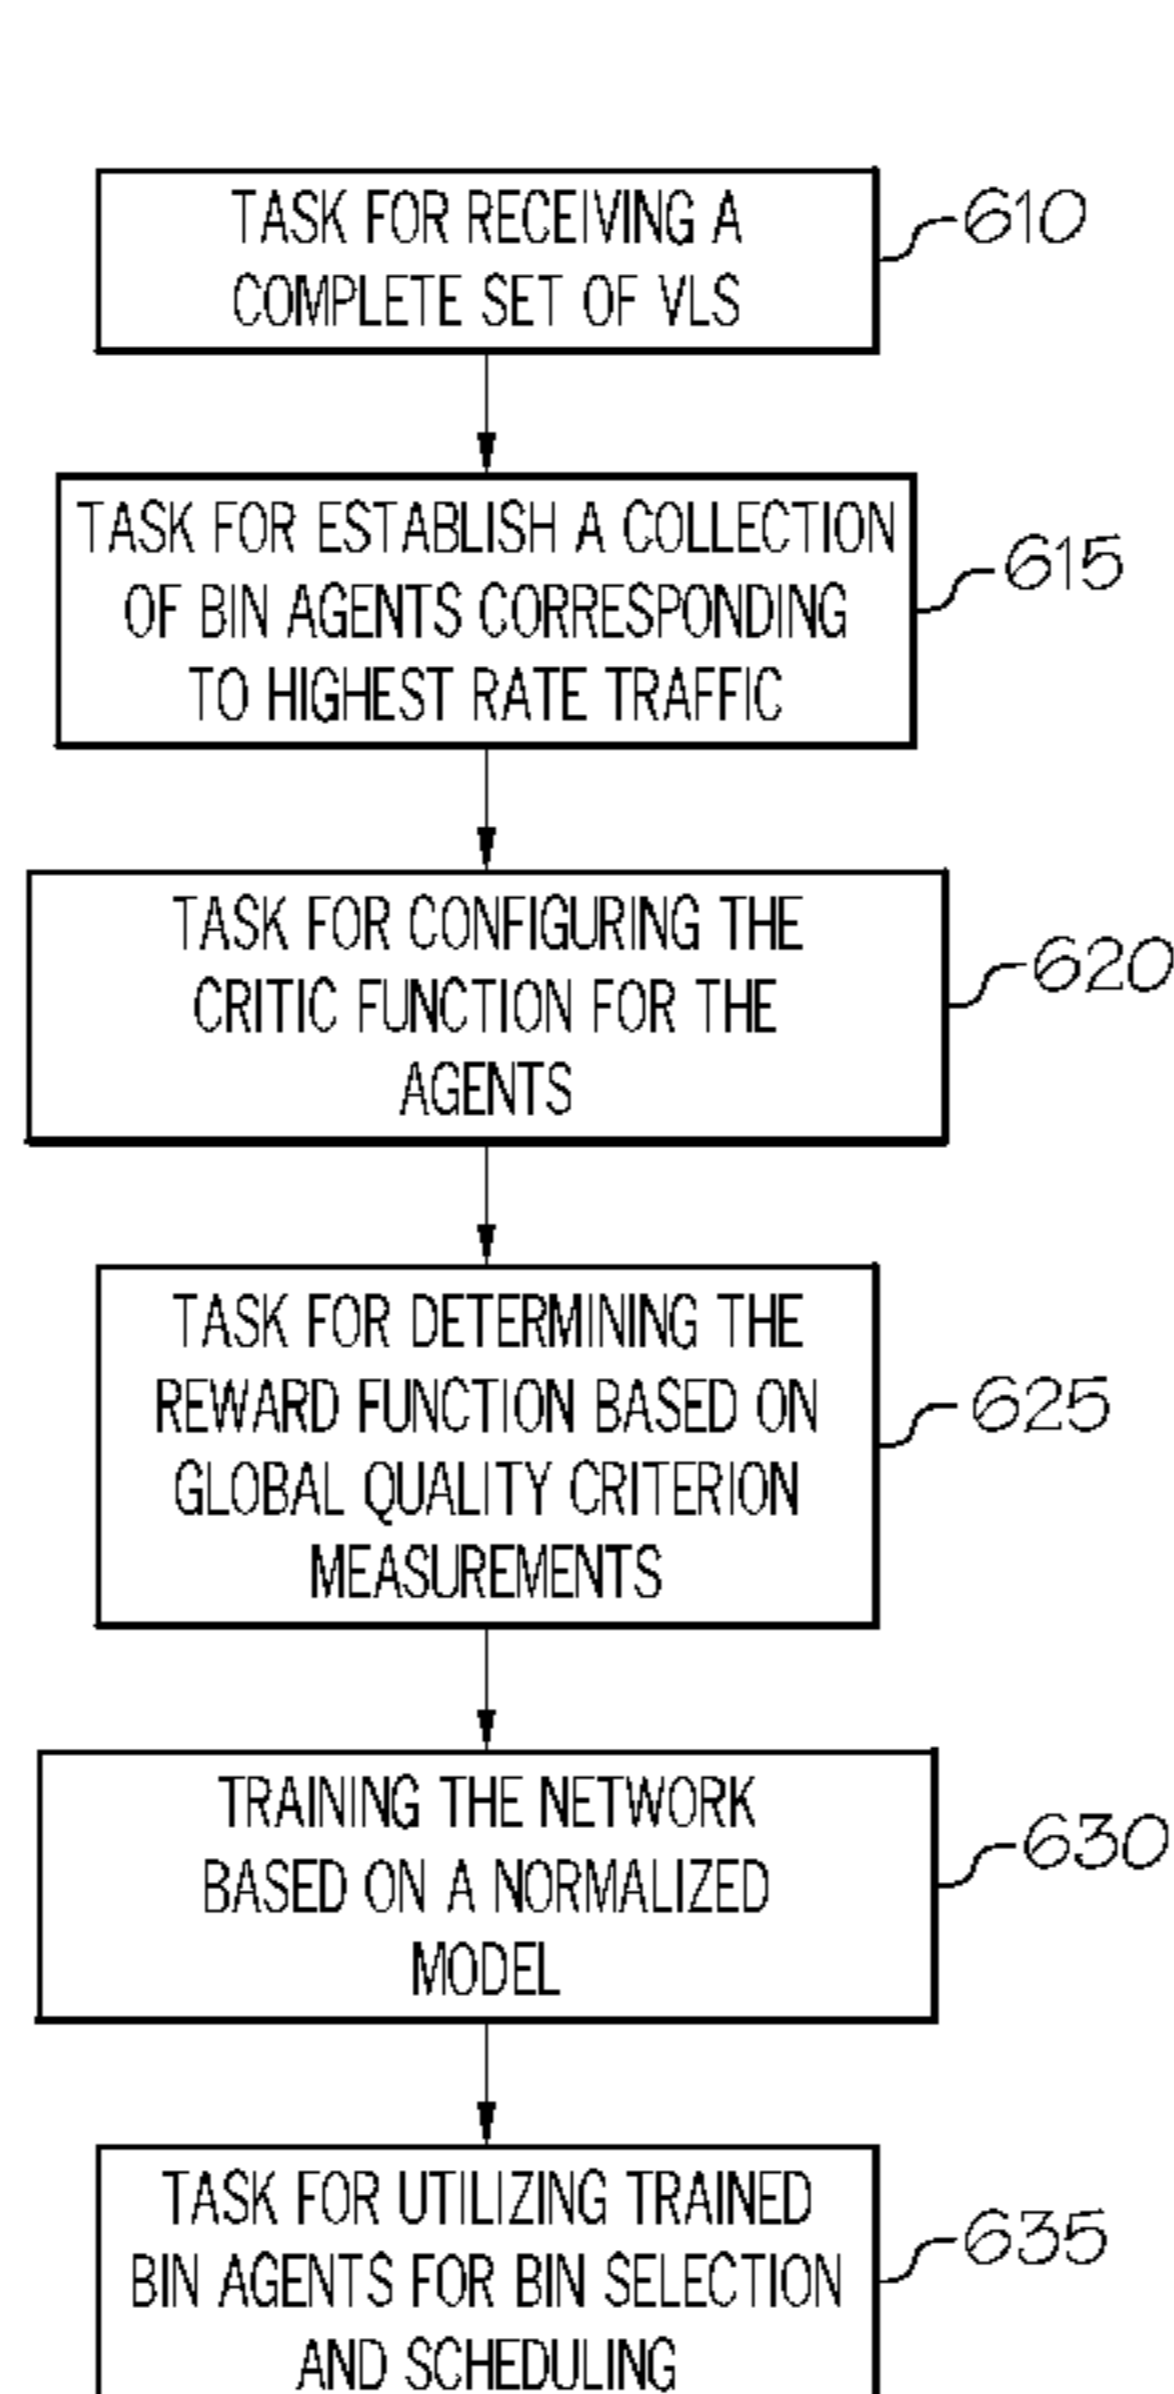 TASK FOR RECEIVING A
COMPLETE SET OF VLS
610
TASK FOR ESTABLISH A COLLECTION
OF BIN AGENTS CORRESPONDING
TO HIGHEST RATE TRAFFIC
615
TASK FOR CONFIGURING THE
CRITIC FUNCTION FOR THE
AGENTS
620
TASK FOR DETERMINING THE
REWARD FUNCTION BASED ON
GLOBAL QUALITY CRITERION
MEASUREMENTS
625
TRAINING THE NETWORK
BASED ON A NORMALIZED
MODEL
630
TASK FOR UTILIZING TRAINED
BIN AGENTS FOR BIN SELECTION
AND SCHEDULING
635